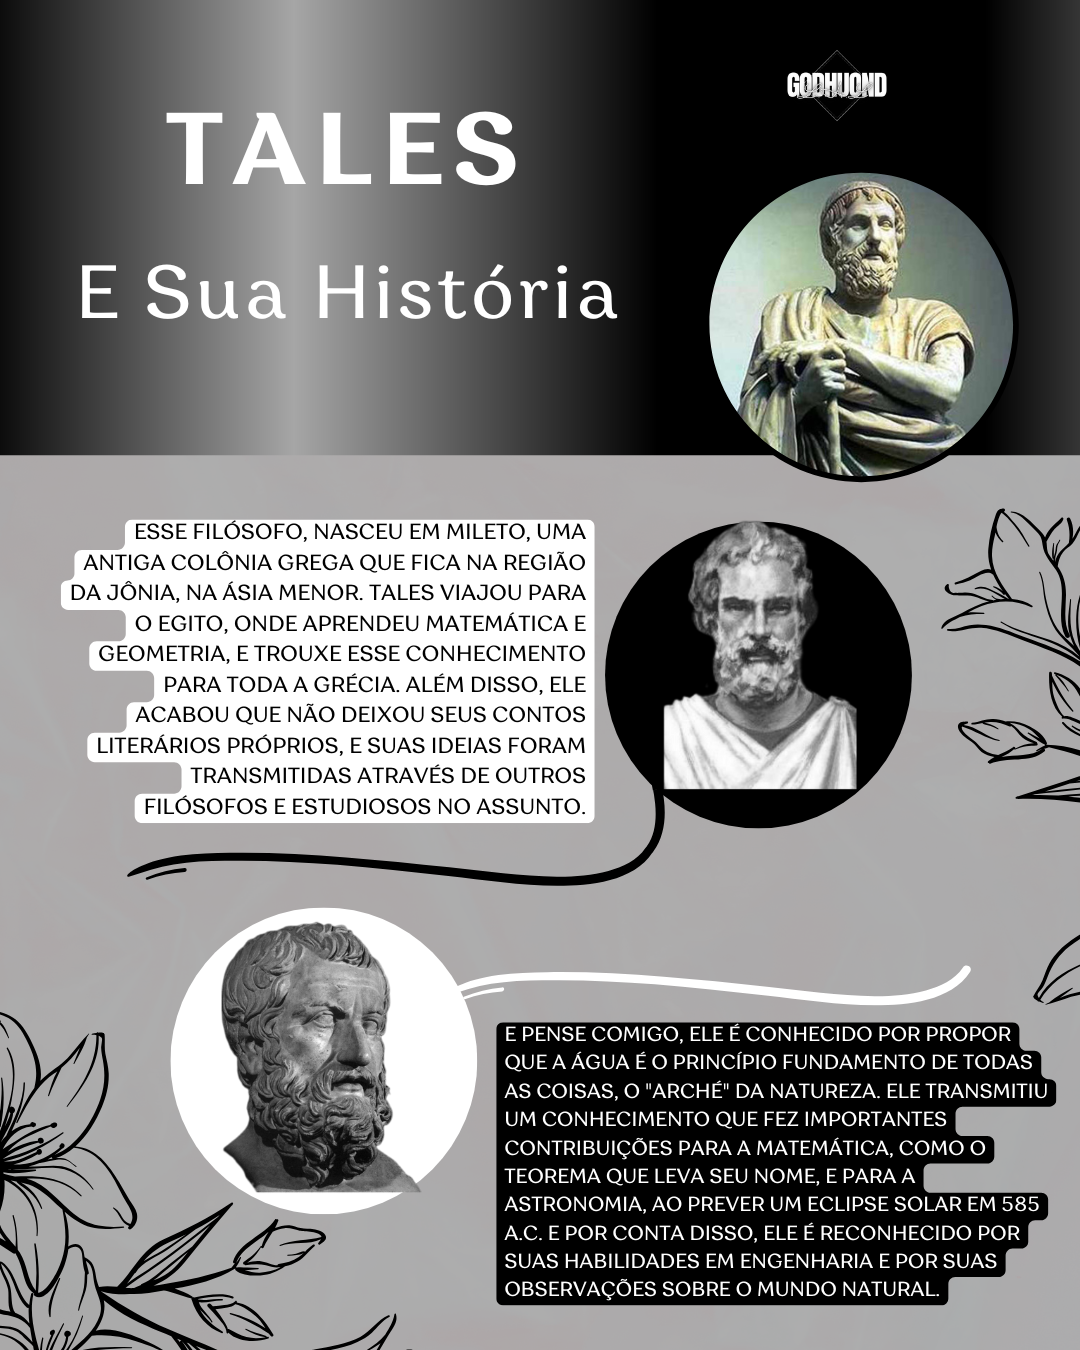 GODHUOND
TALES
E Sua História
ESSE FILÓSOFO, NASCEU EM MILETO, UMA
ANTIGA COLÔNIA GREGA QUE FICA NA REGIÃO
DA JÔNIA, NA ÁSIA MENOR. TALES VIAJOU PARA
O EGITO, ONDE APRENDEU MATEMÁTICA E
GEOMETRIA, E TROUXE ESSE CONHECIMENTO
PARA TODA A GRÉCIA. ALÉM DISSO, ELE
ACABOU QUE NÃO DEIXOU SEUS CONTOS
LITERÁRIOS PRÓPRIOS, E SUAS IDEIAS FORAM
TRANSMITIDAS ATRAVÉS DE OUTROS
FILÓSOFOS E ESTUDIOSOS NO ASSUNTO.
E PENSE COMIGO, ELE É CONHECIDO POR PROPOR
QUE A ÁGUA É O PRINCÍPIO FUNDAMENTO DE TODAS
AS COISAS, O "ARCHÉ" DA NATUREZA. ELE TRANSMITIU
UM CONHECIMENTO QUE FEZ IMPORTANTES
CONTRIBUIÇÕES PARA A MATEMÁTICA, COMO O
TEOREMA QUE LEVA SEU NOME, E PARA A
ASTRONOMIA, AO PREVER UM ECLIPSE SOLAR EM 585
A.C. E POR CONTA DISSO, ELE É RECONHECIDO POR
SUAS HABILIDADES EM ENGENHARIA E POR SUAS
OBSERVAÇÕES SOBRE O MUNDO NATURAL.